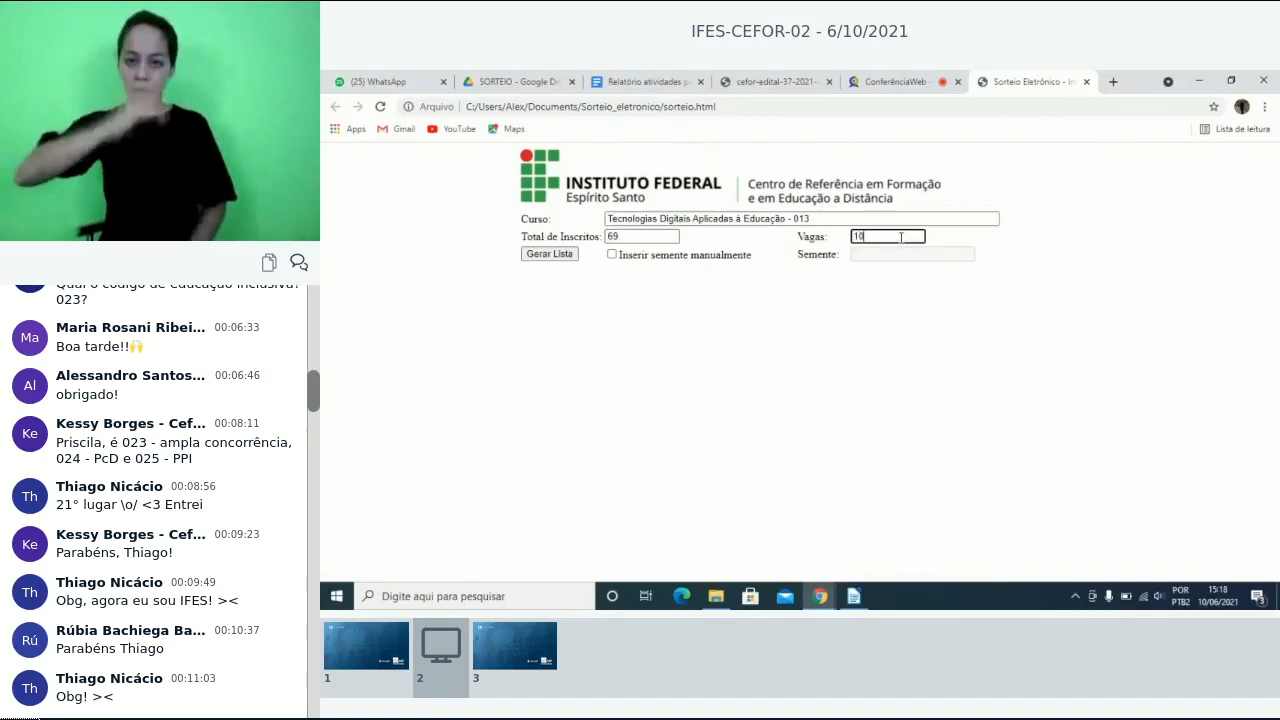 IFES-CEFOR-02 - 6/10/2021
(25) WhatsApp
SORTEIO - Google Dr
Relatório atividades p
cefor-edital-37-2021-
ConferênciaWeb
Sorteio Eletrônico - In
Arquivo
C:/Users/Alex/Documents/Sorteio_eletronico/sorteio.html
Apps
Gmail
YouTube
Maps
Lista de leitura
INSTITUTO FEDERAL
Espírito Santo
Centro de Referência em Formação
e em Educação a Distância
Curso: Tecnologias Digitais Aplicadas à Educação - 013
Total de Inscritos: 69
Vagas: 10
Gerar Lista
Inserir semente manualmente
Semente:
Qual o código de educação inclusiva?
023?
Ma
Maria Rosani Ribei... 00:06:33
Boa tarde!!🙌
Al
Alessandro Santos... 00:06:46
obrigado!
Ke
Kessy Borges - Cef... 00:08:11
Priscila, é 023 - ampla concorrência,
024 - PcD e 025 - PPI
Th
Thiago Nicácio 00:08:56
21° lugar \o/ <3 Entrei
Ke
Kessy Borges - Cef... 00:09:23
Parabéns, Thiago!
Th
Thiago Nicácio 00:09:49
Obg, agora eu sou IFES! ><
Rú
Rúbia Bachiega Ba... 00:10:37
Parabéns Thiago
Th
Thiago Nicácio 00:11:03
Obg! ><
Digite aqui para pesquisar
POR
PTB2
15:18
10/06/2021
3
1
2
3